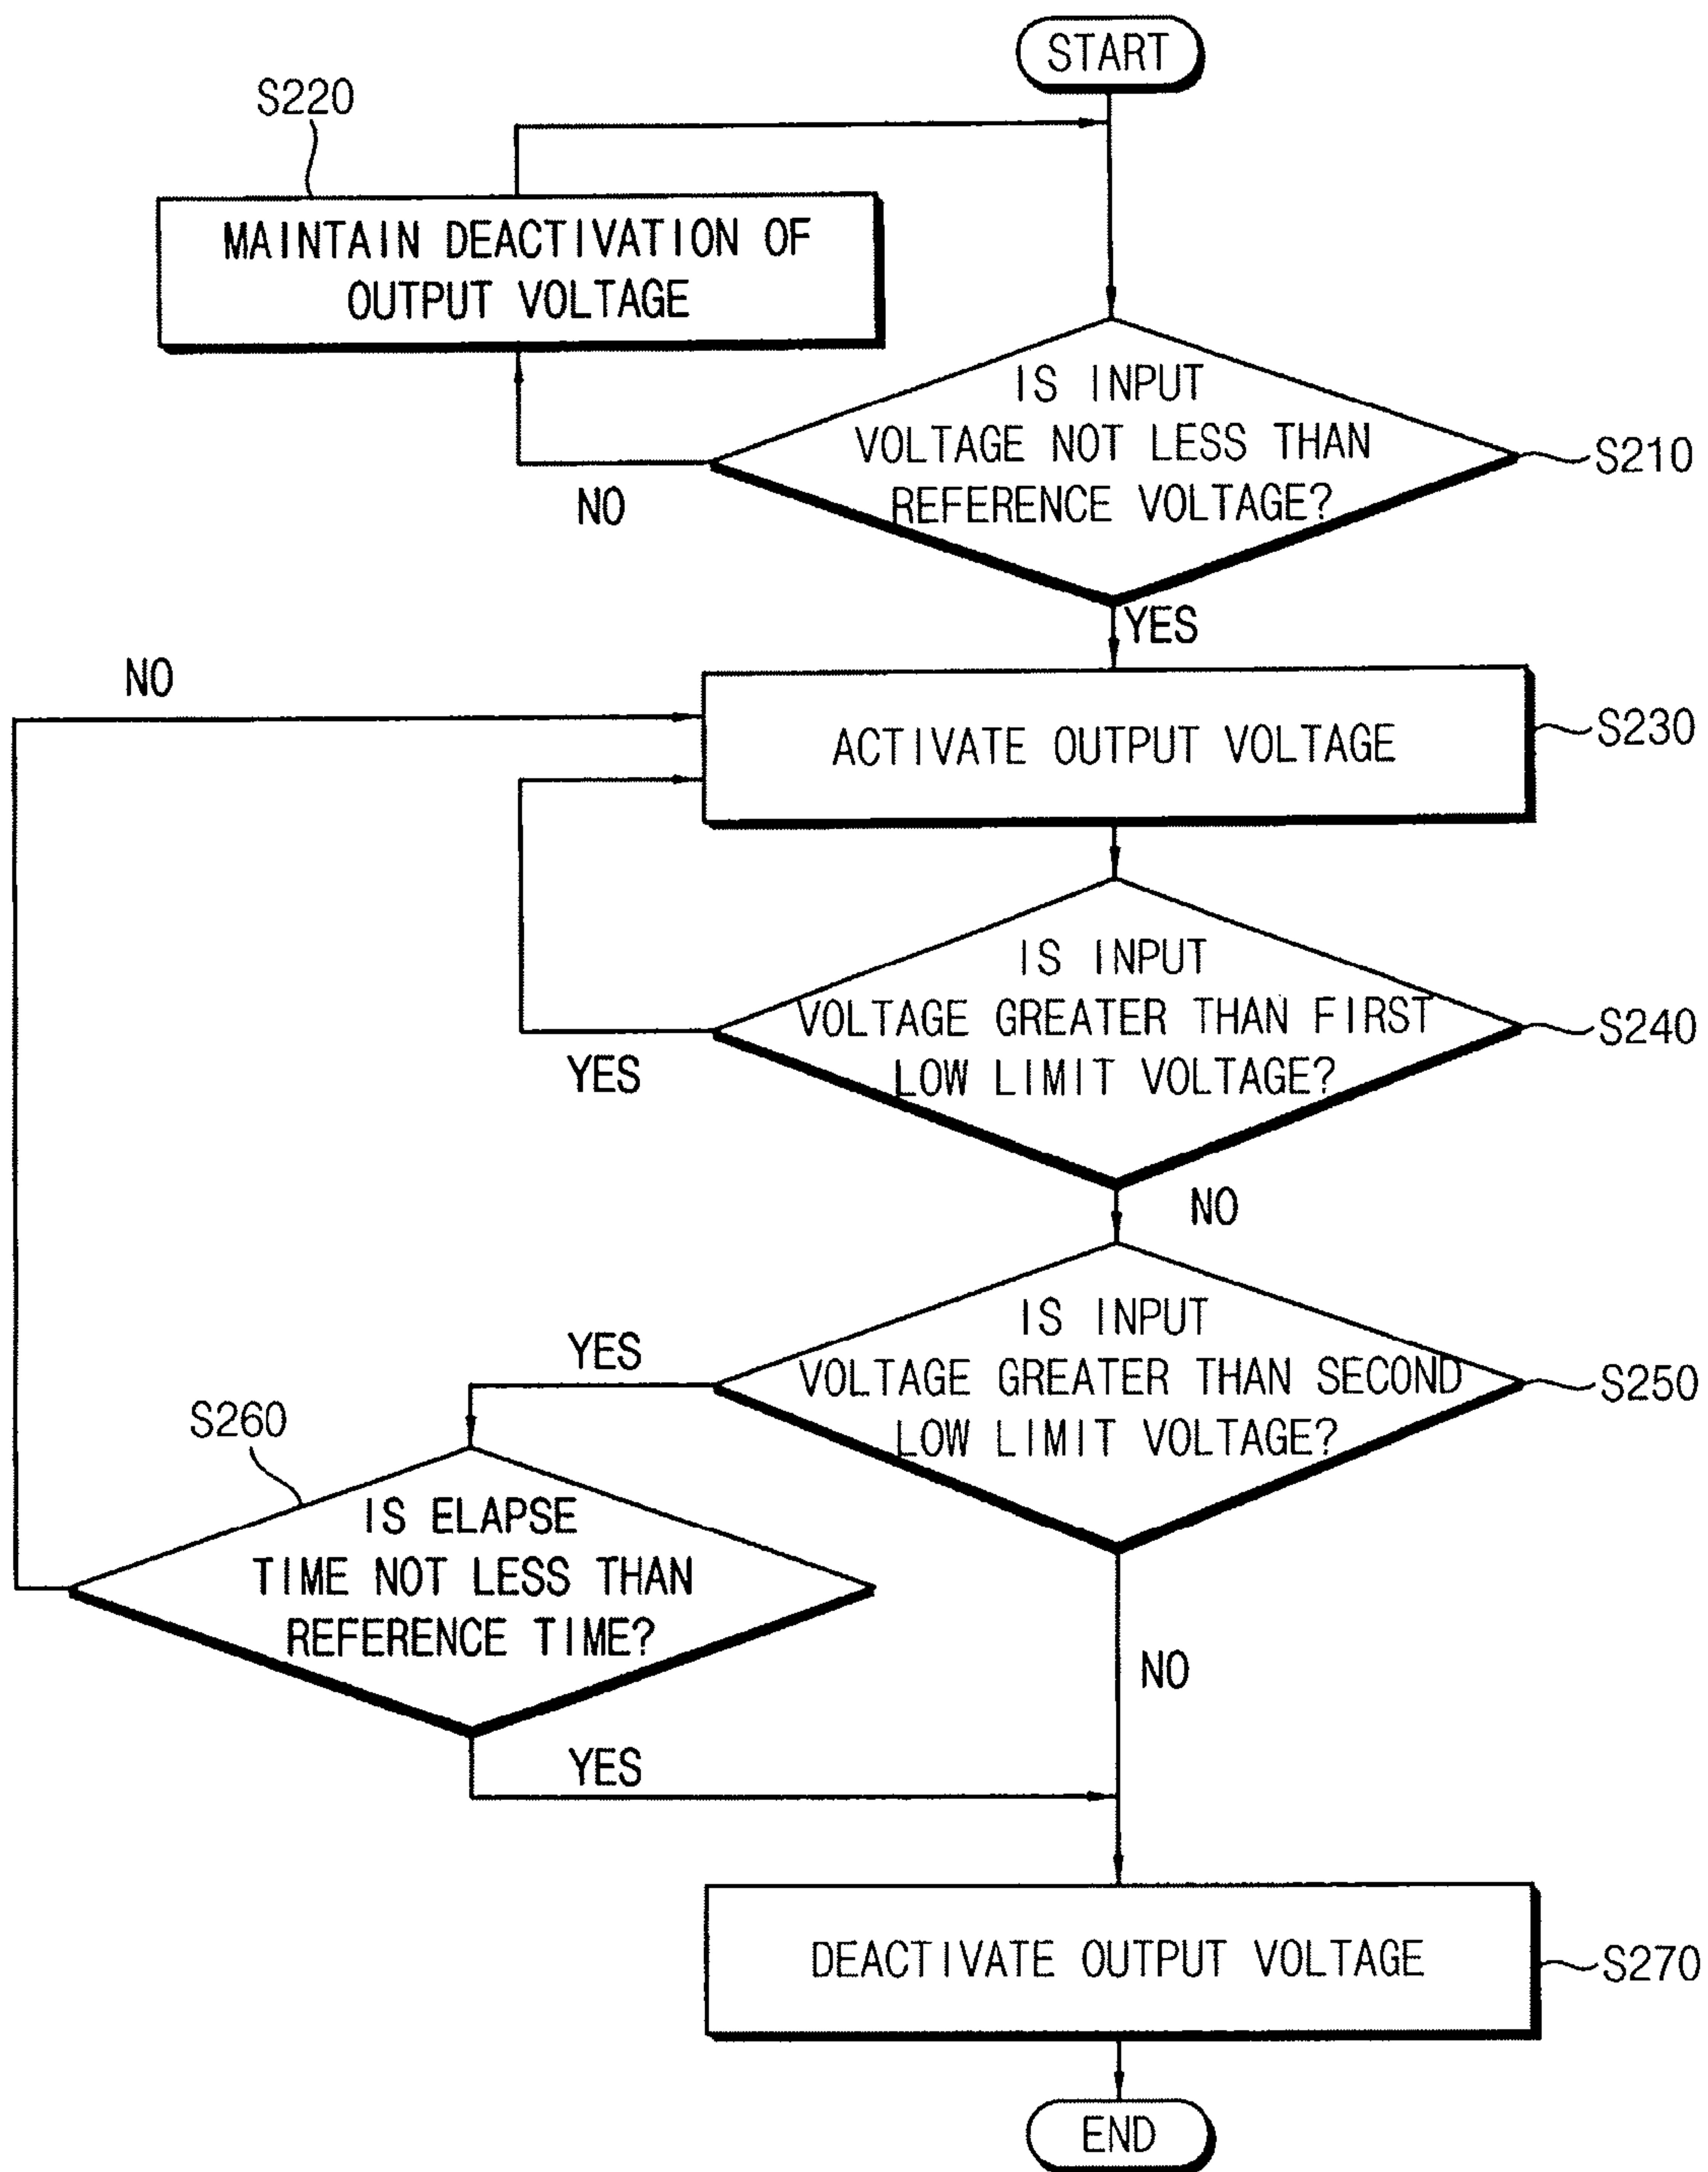 START
S220
MAINTAIN DEACTIVATION OF
OUTPUT VOLTAGE
IS INPUT
VOLTAGE NOT LESS THAN
REFERENCE VOLTAGE?
S210
NO
YES
NO
ACTIVATE OUTPUT VOLTAGE
S230
IS INPUT
VOLTAGE GREATER THAN FIRST
LOW LIMIT VOLTAGE?
S240
YES
NO
IS INPUT
VOLTAGE GREATER THAN SECOND
LOW LIMIT VOLTAGE?
S250
YES
S260
IS ELAPSE
TIME NOT LESS THAN
REFERENCE TIME?
NO
YES
DEACTIVATE OUTPUT VOLTAGE
S270
END